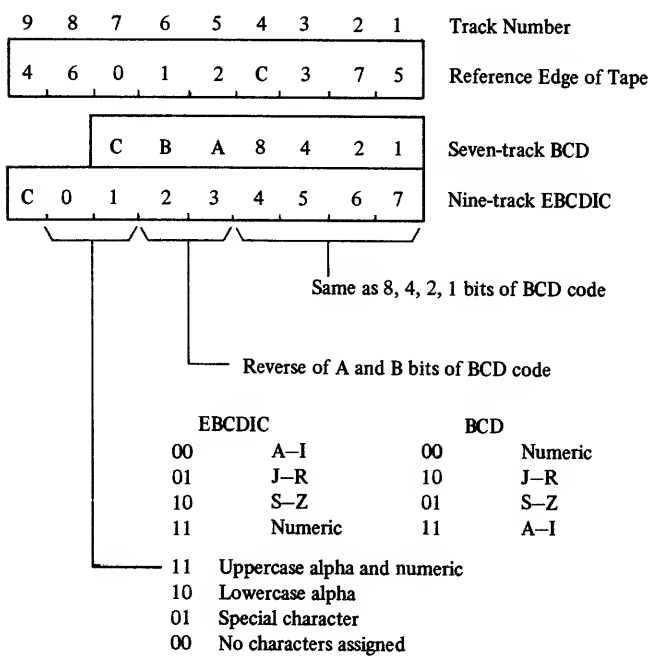 9 8 7 6 5 4 3 2 1 Track Number
4 6 0 1 2 C 3 7 5 Reference Edge of Tape
C B A 8 4 2 1 Seven-track BCD
C 0 1 2 3 4 5 6 7 Nine-track EBCDIC
Same as 8, 4, 2, 1 bits of BCD code
Reverse of A and B bits of BCD code
EBCDIC BCD
00 A–I 00 Numeric
01 J–R 10 J–R
10 S–Z 01 S–Z
11 Numeric 11 A–I
11 Uppercase alpha and numeric
10 Lowercase alpha
01 Special character
00 No characters assigned